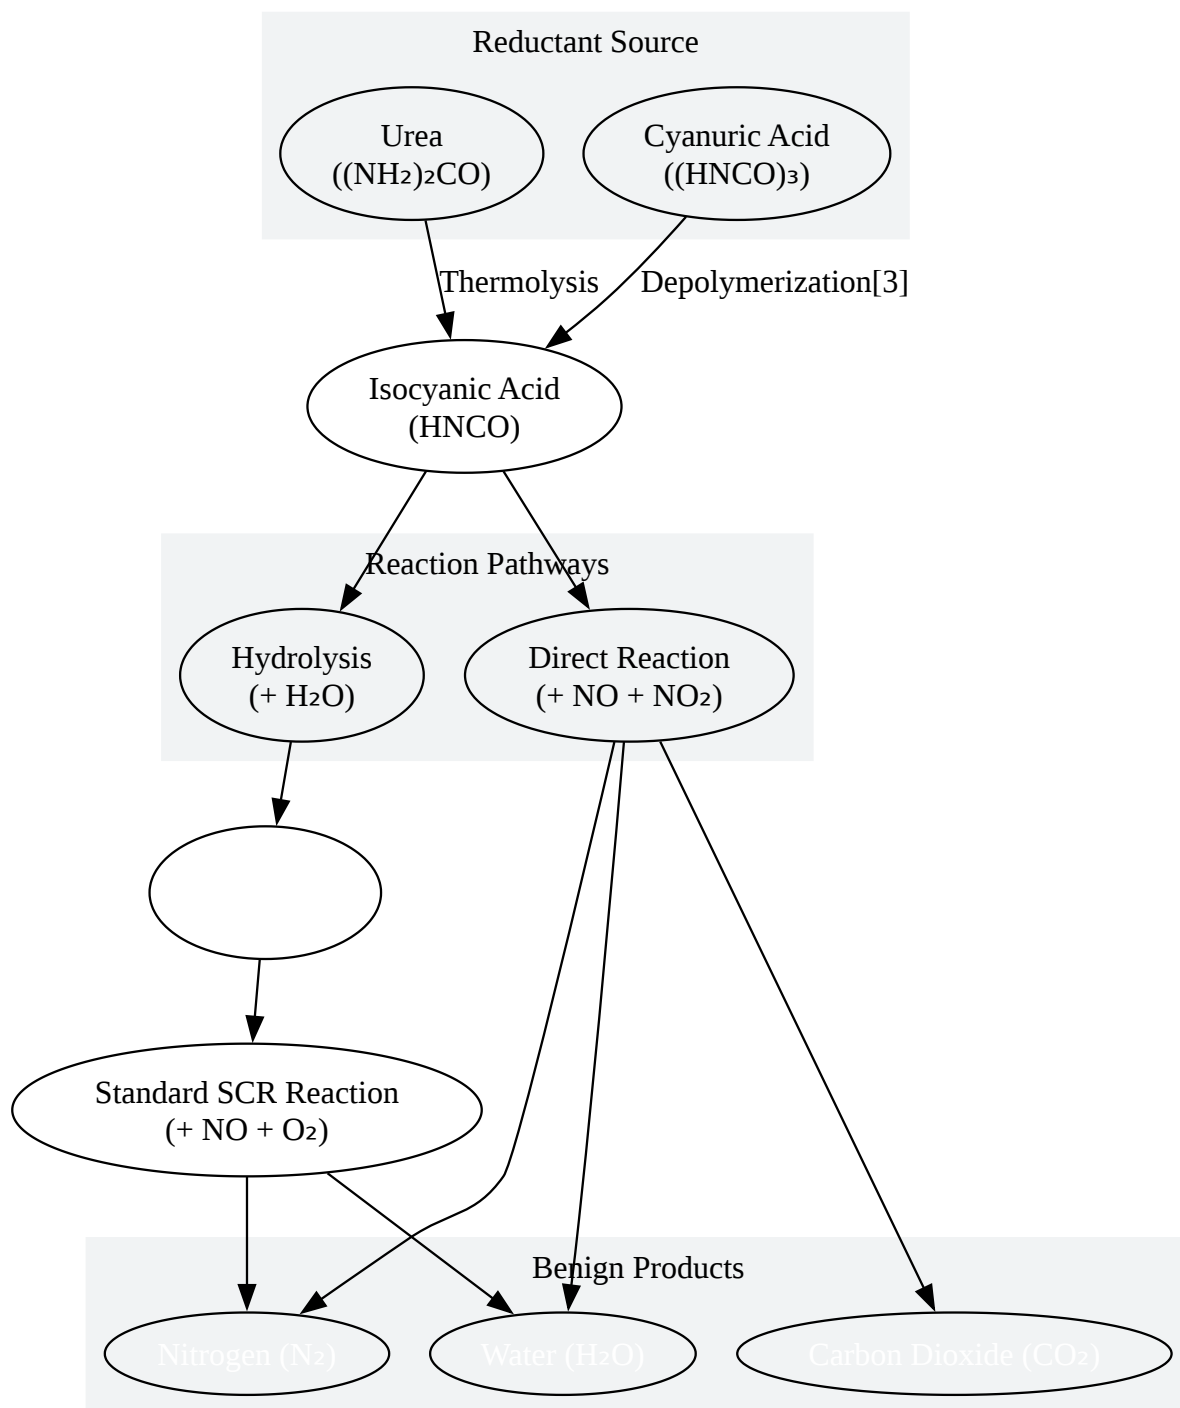 Reductant Source
Urea
((NH₂)₂CO)
Cyanuric Acid
((HNCO)₃)
Thermolysis
Depolymerization[3]
Isocyanic Acid
(HNCO)
Reaction Pathways
Hydrolysis
(+ H₂O)
Direct Reaction
(+ NO + NO₂)
Standard SCR Reaction
(+ NO + O₂)
Benign Products
Nitrogen (N₂)
Water (H₂O)
Carbon Dioxide (CO₂)